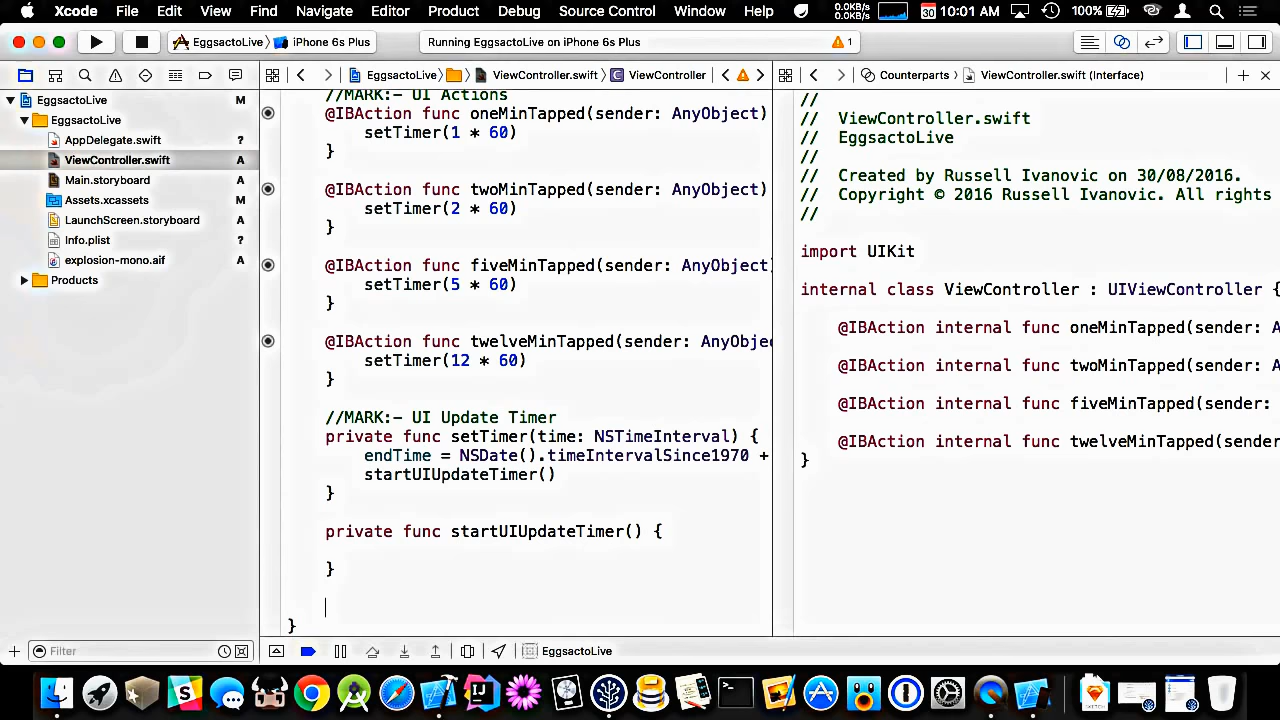 Xcode File Edit View Find Navigate Editor Product Debug Source Control Window Help 0.0KB/s 0.0KB/s 30 10:01 AM 100%
EggsactoLive iPhone 6s Plus Running EggsactoLive on iPhone 6s Plus 1
EggsactoLive ViewController.swift ViewController Counterparts ViewController.swift (Interface)
EggsactoLive M
EggsactoLive
AppDelegate.swift ?
ViewController.swift A
Main.storyboard A
Assets.xcassets M
LaunchScreen.storyboard A
Info.plist ?
explosion-mono.aif A
Products
//MARK:- UI Actions
@IBAction func oneMinTapped(sender: AnyObject)
setTimer(1 * 60)
}
@IBAction func twoMinTapped(sender: AnyObject)
setTimer(2 * 60)
}
@IBAction func fiveMinTapped(sender: AnyObject)
setTimer(5 * 60)
}
@IBAction func twelveMinTapped(sender: AnyObje
setTimer(12 * 60)
}
//MARK:- UI Update Timer
private func setTimer(time: NSTimeInterval) {
endTime = NSDate().timeIntervalSince1970 +
startUIUpdateTimer()
}
private func startUIUpdateTimer() {
}
}
//
// ViewController.swift
// EggsactoLive
//
// Created by Russell Ivanovic on 30/08/2016.
// Copyright © 2016 Russell Ivanovic. All rights
//
import UIKit
internal class ViewController : UIViewController {
@IBAction internal func oneMinTapped(sender: A
@IBAction internal func twoMinTapped(sender: A
@IBAction internal func fiveMinTapped(sender:
@IBAction internal func twelveMinTapped(sender
}
Filter
EggsactoLive